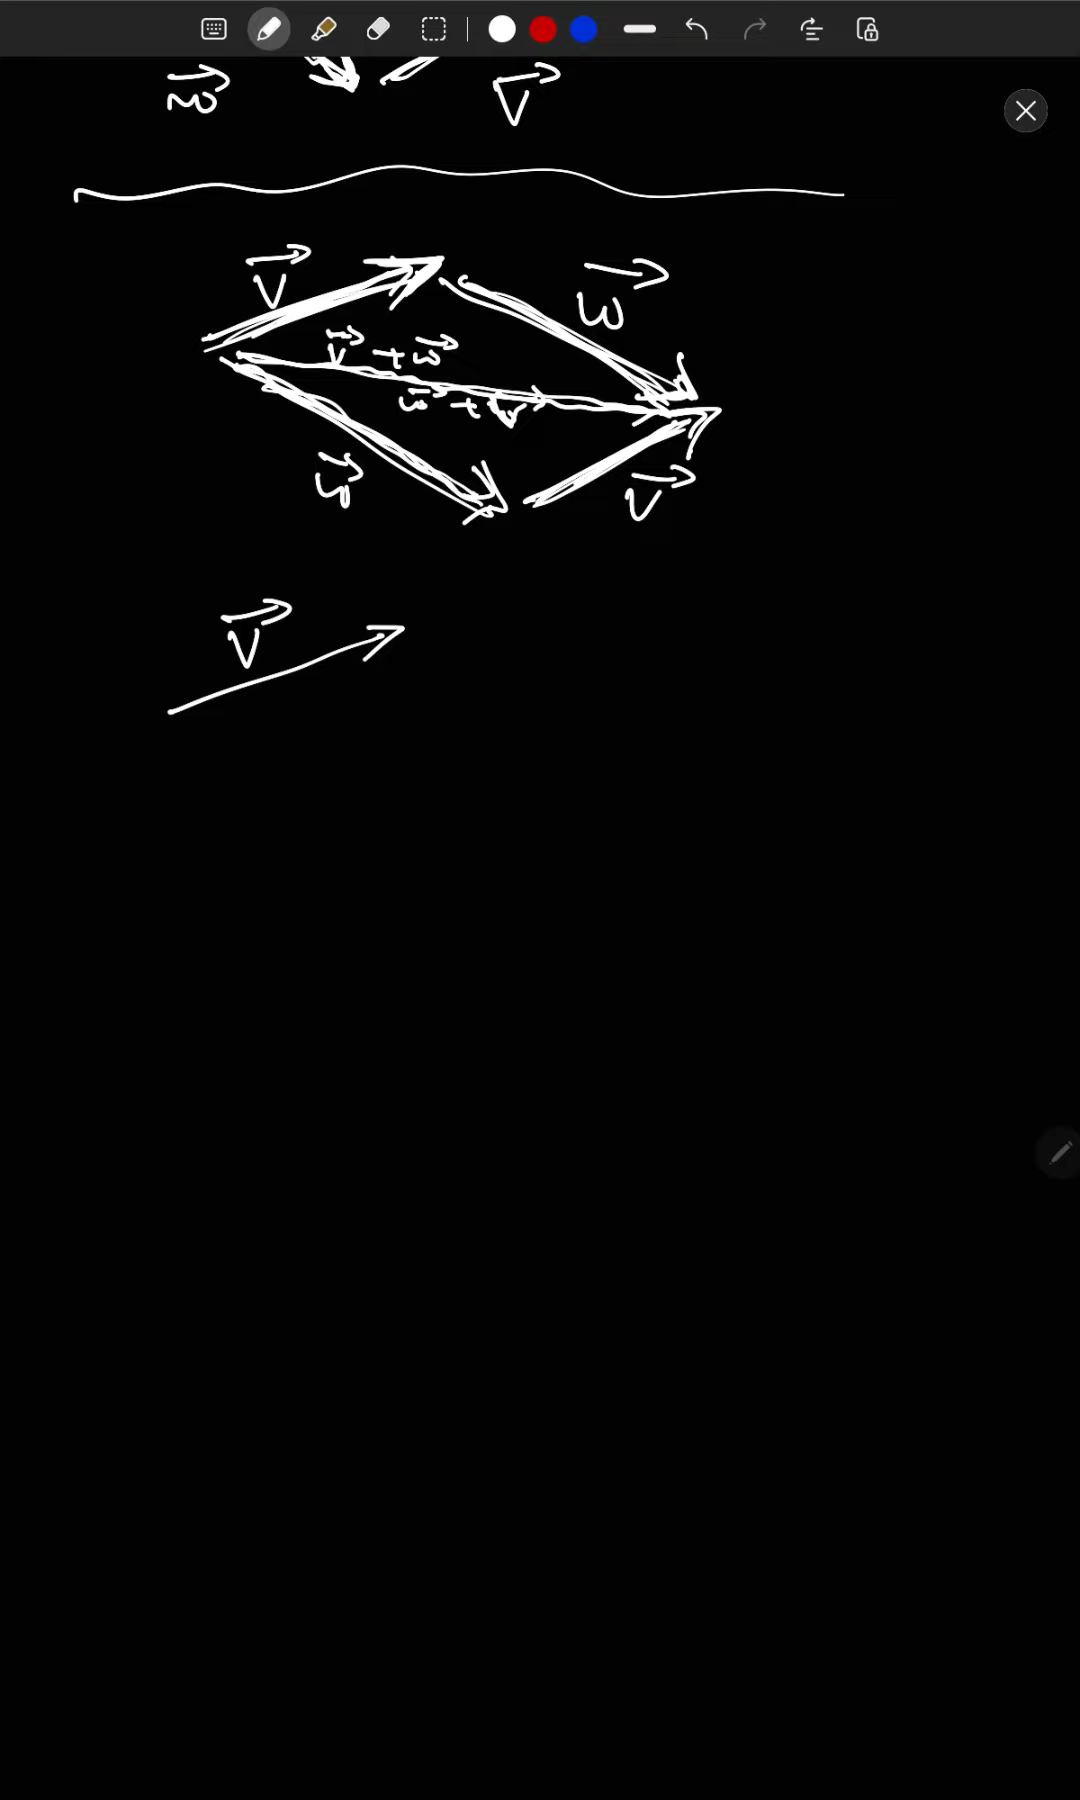 w⃗ v⃗
v⃗ w⃗
v⃗ + w⃗
w⃗ + v⃗
w⃗ v⃗
v⃗